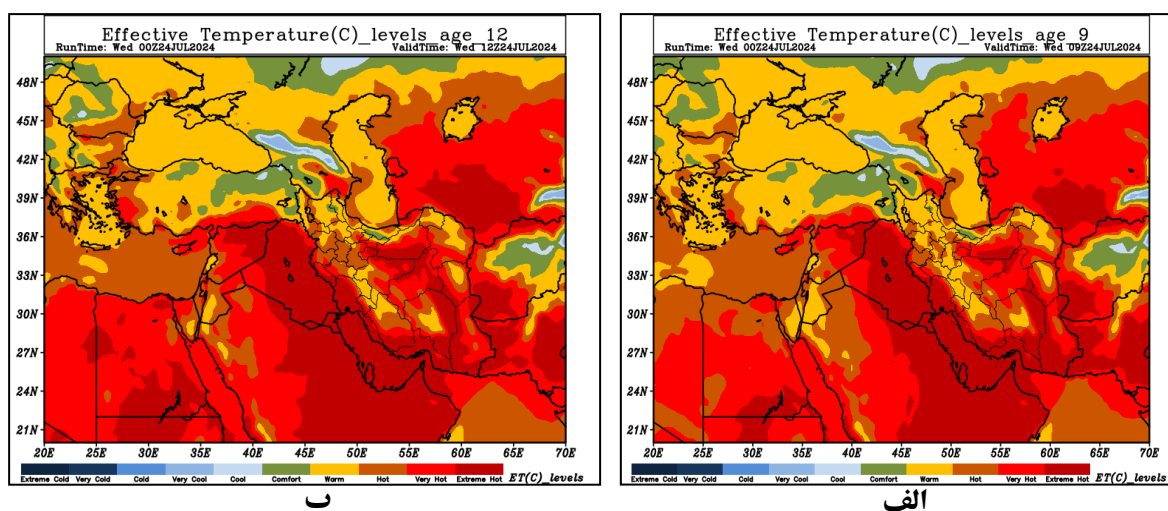 Effective Temperature(C)_levels age 12
RunTime: Wed 00Z24JUL2024 ValidTime: Wed 12Z24JUL2024
48N
45N
42N
39N
36N
33N
30N
27N
24N
21N
20E 25E 30E 35E 40E 45E 50E 55E 60E 65E 70E
Extreme Cold Very Cold Cold Very Cool Cool Comfort Warm Hot Very Hot Extreme Hot ET(C)_levels
ب
Effective Temperature(C)_levels age 9
RunTime: Wed 00Z24JUL2024 ValidTime: Wed 09Z24JUL2024
48N
45N
42N
39N
36N
33N
30N
27N
24N
21N
20E 25E 30E 35E 40E 45E 50E 55E 60E 65E 70E
Extreme Cold Very Cold Cold Very Cool Cool Comfort Warm Hot Very Hot Extreme Hot ET(C)_levels
الف